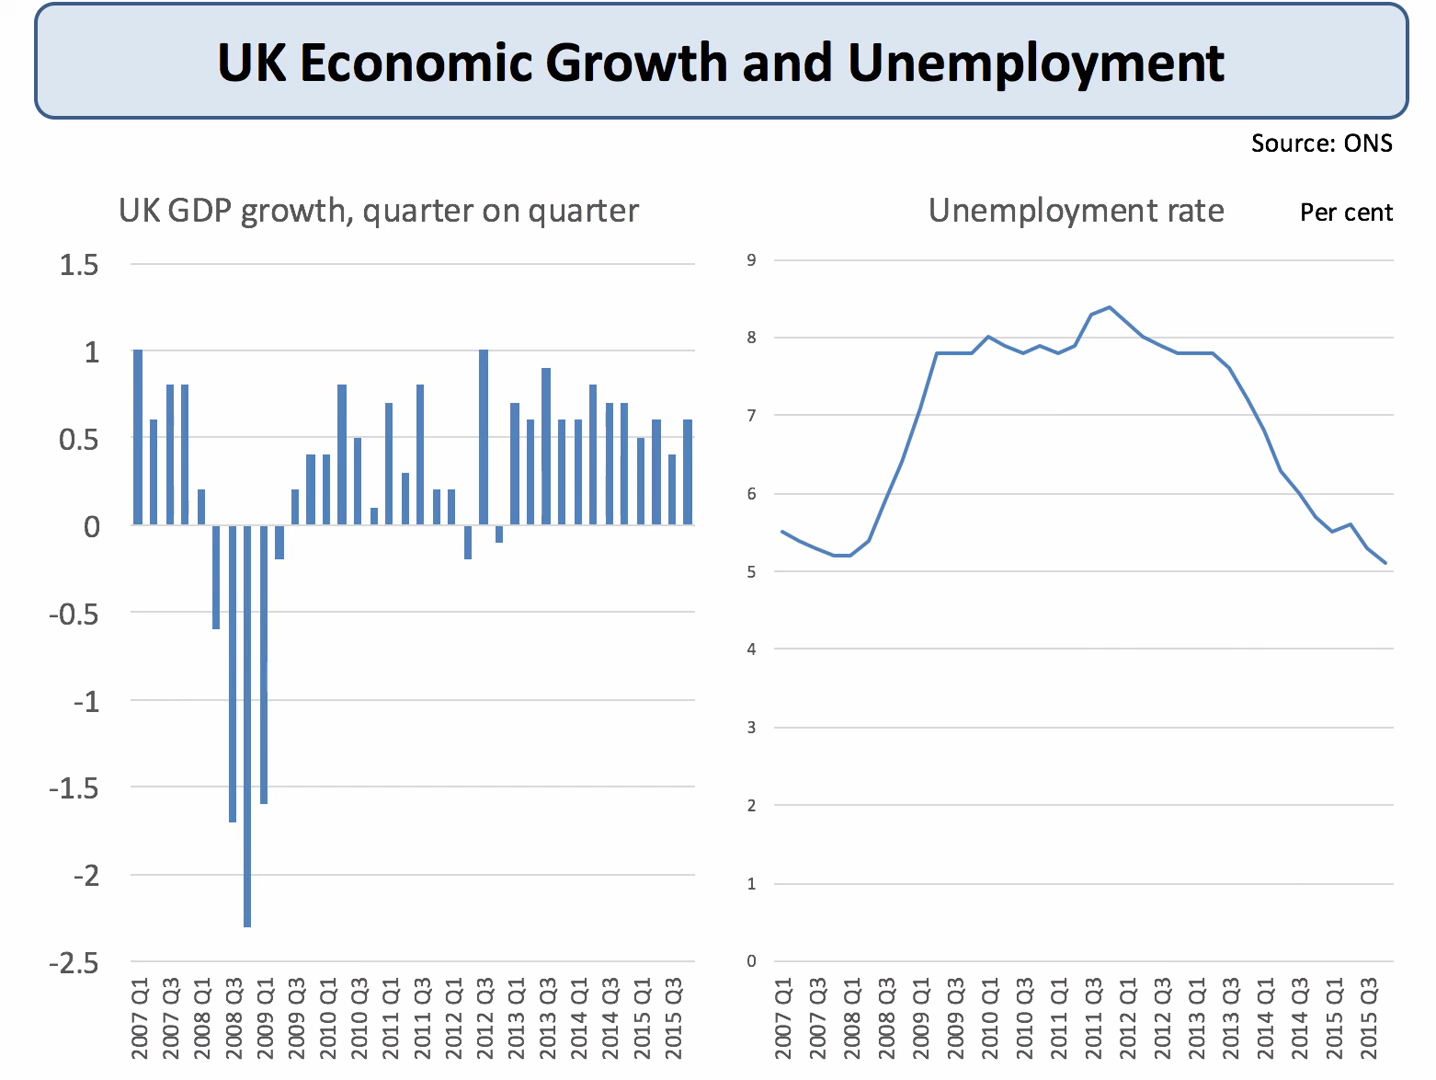 UK Economic Growth and Unemployment
Source: ONS
UK GDP growth, quarter on quarter
1.5
1
0.5
0
-0.5
-1
-1.5
-2
-2.5
2007 Q1
2007 Q3
2008 Q1
2008 Q3
2009 Q1
2009 Q3
2010 Q1
2010 Q3
2011 Q1
2011 Q3
2012 Q1
2012 Q3
2013 Q1
2013 Q3
2014 Q1
2014 Q3
2015 Q1
2015 Q3
Unemployment rate
Per cent
9
8
7
6
5
4
3
2
1
0
2007 Q1
2007 Q3
2008 Q1
2008 Q3
2009 Q1
2009 Q3
2010 Q1
2010 Q3
2011 Q1
2011 Q3
2012 Q1
2012 Q3
2013 Q1
2013 Q3
2014 Q1
2014 Q3
2015 Q1
2015 Q3